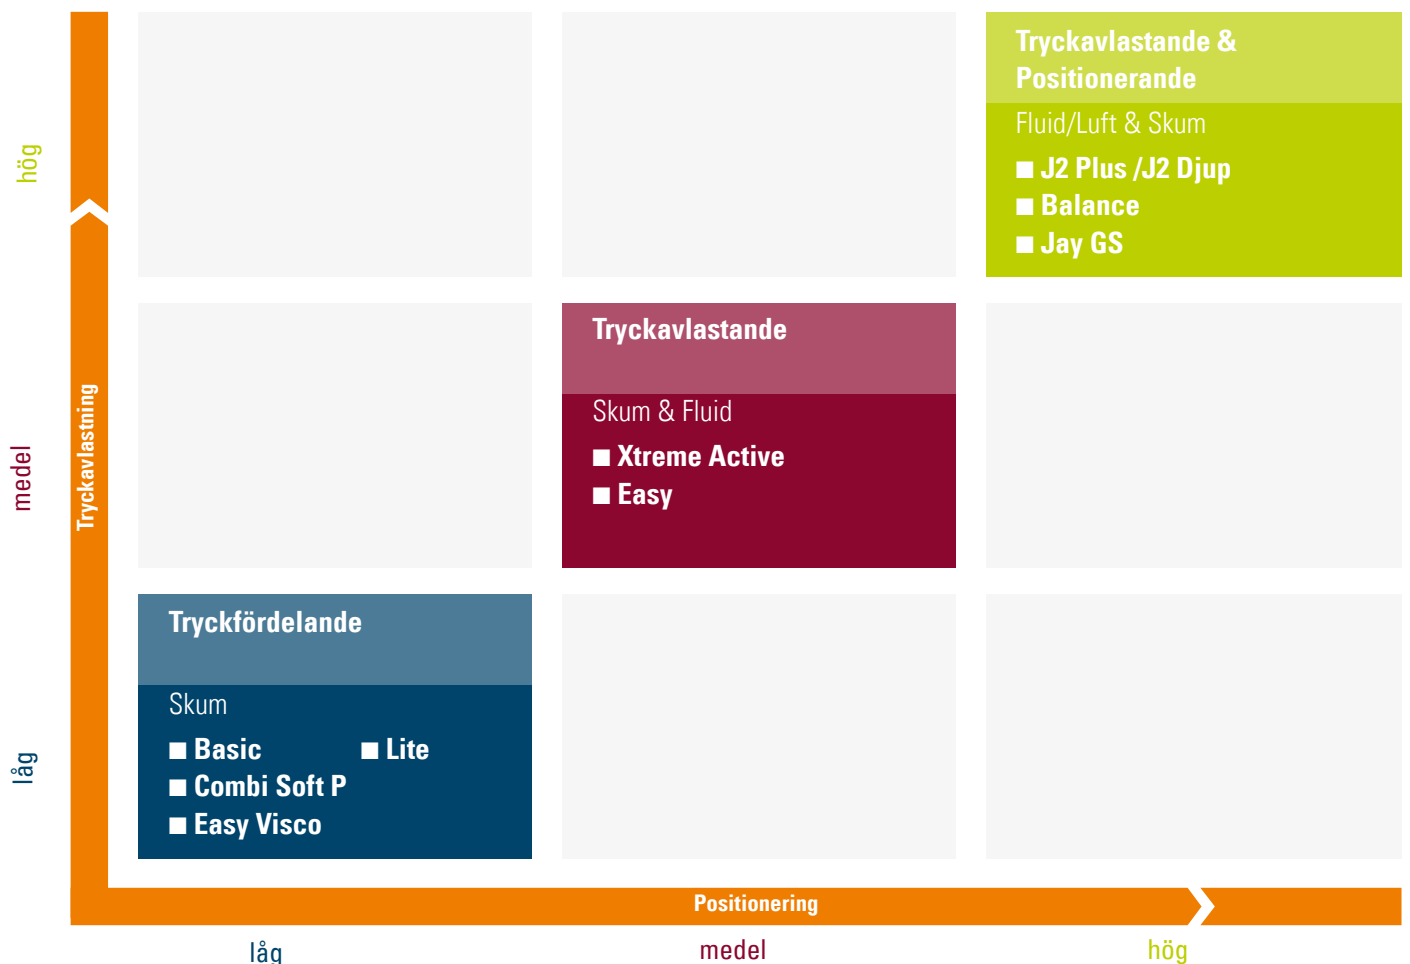 Tryckavlastande &
Positionerande
Fluid/Luft & Skum
■ J2 Plus /J2 Djup
■ Balance
■ Jay GS
hög
Tryckavlastande
Skum & Fluid
■ Xtreme Active
■ Easy
medel
Tryckavlastning
Tryckfördelande
Skum
■ Basic ■ Lite
■ Combi Soft P
■ Easy Visco
låg
Positionering
låg medel hög